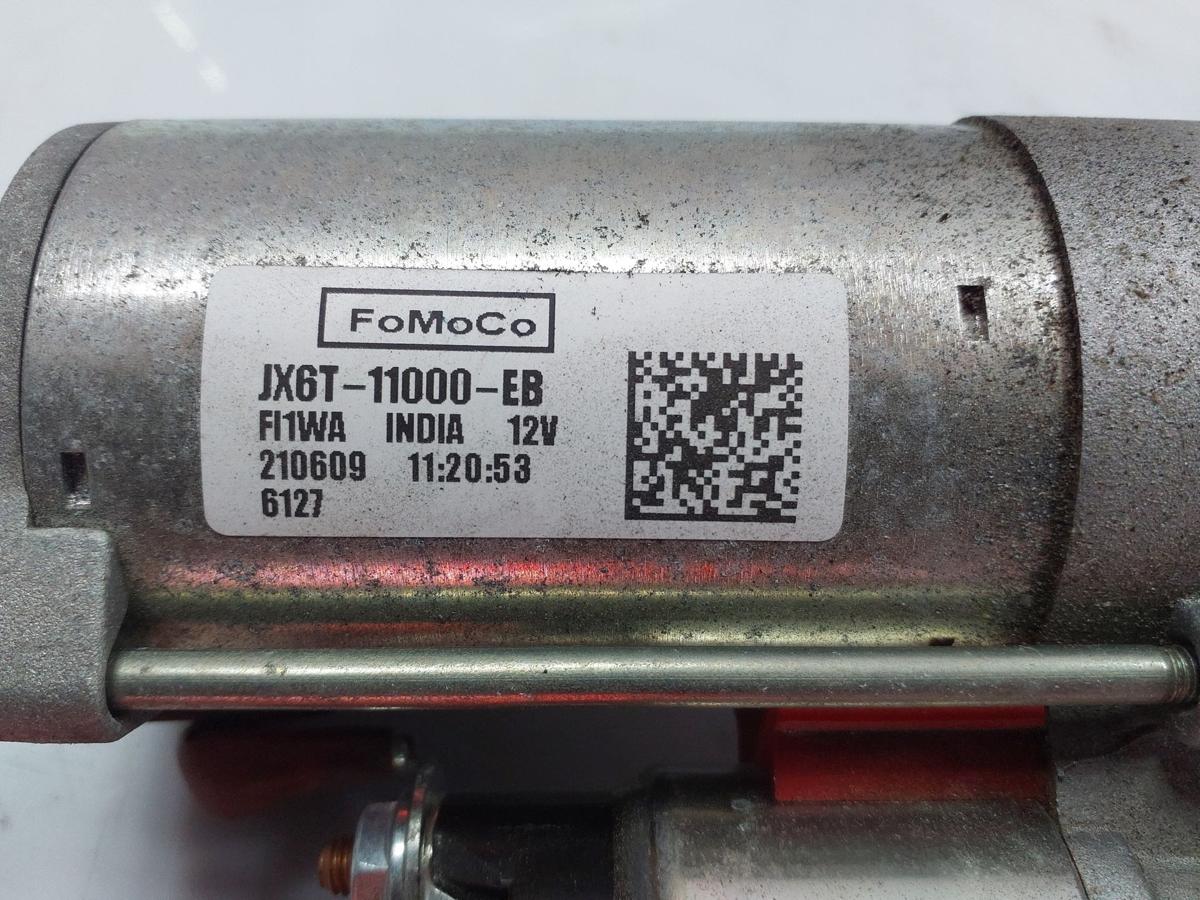 FoMoCo
JX6T-11000-EB
FI1WA INDIA 12V
210609 11:20:53
6127